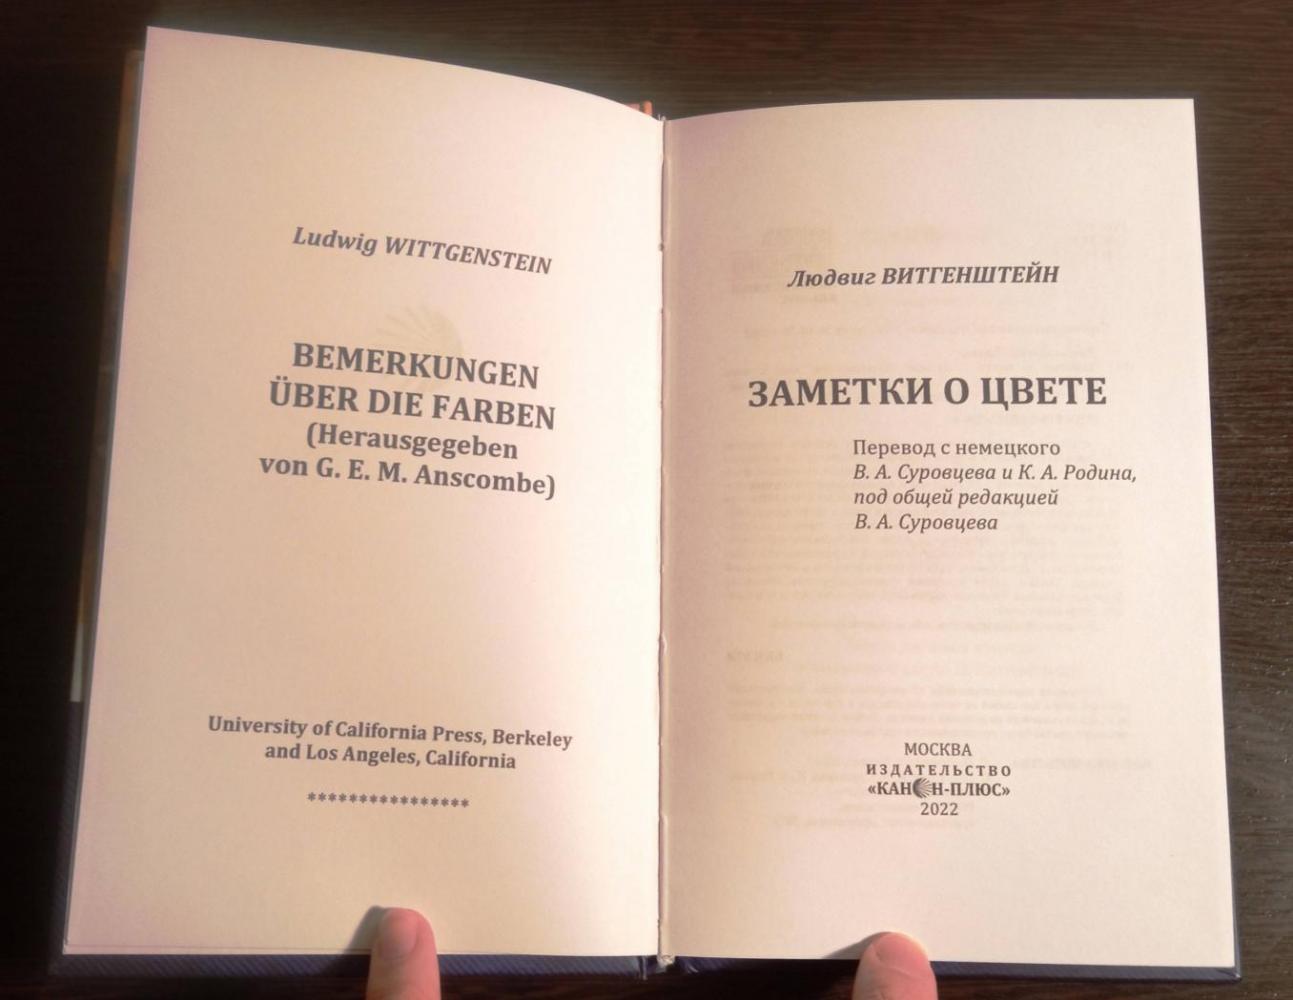 Ludwig WITTGENSTEIN
BEMERKUNGEN
ÜBER DIE FARBEN
(Herausgegeben
von G. E. M. Anscombe)
University of California Press, Berkeley
and Los Angeles, California
****************
Людвиг ВИТГЕНШТЕЙН
ЗАМЕТКИ О ЦВЕТЕ
Перевод с немецкого
В. А. Суровцева и К. А. Родина,
под общей редакцией
В. А. Суровцева
МОСКВА
ИЗДАТЕЛЬСТВО
«КАНОН-ПЛЮС»
2022